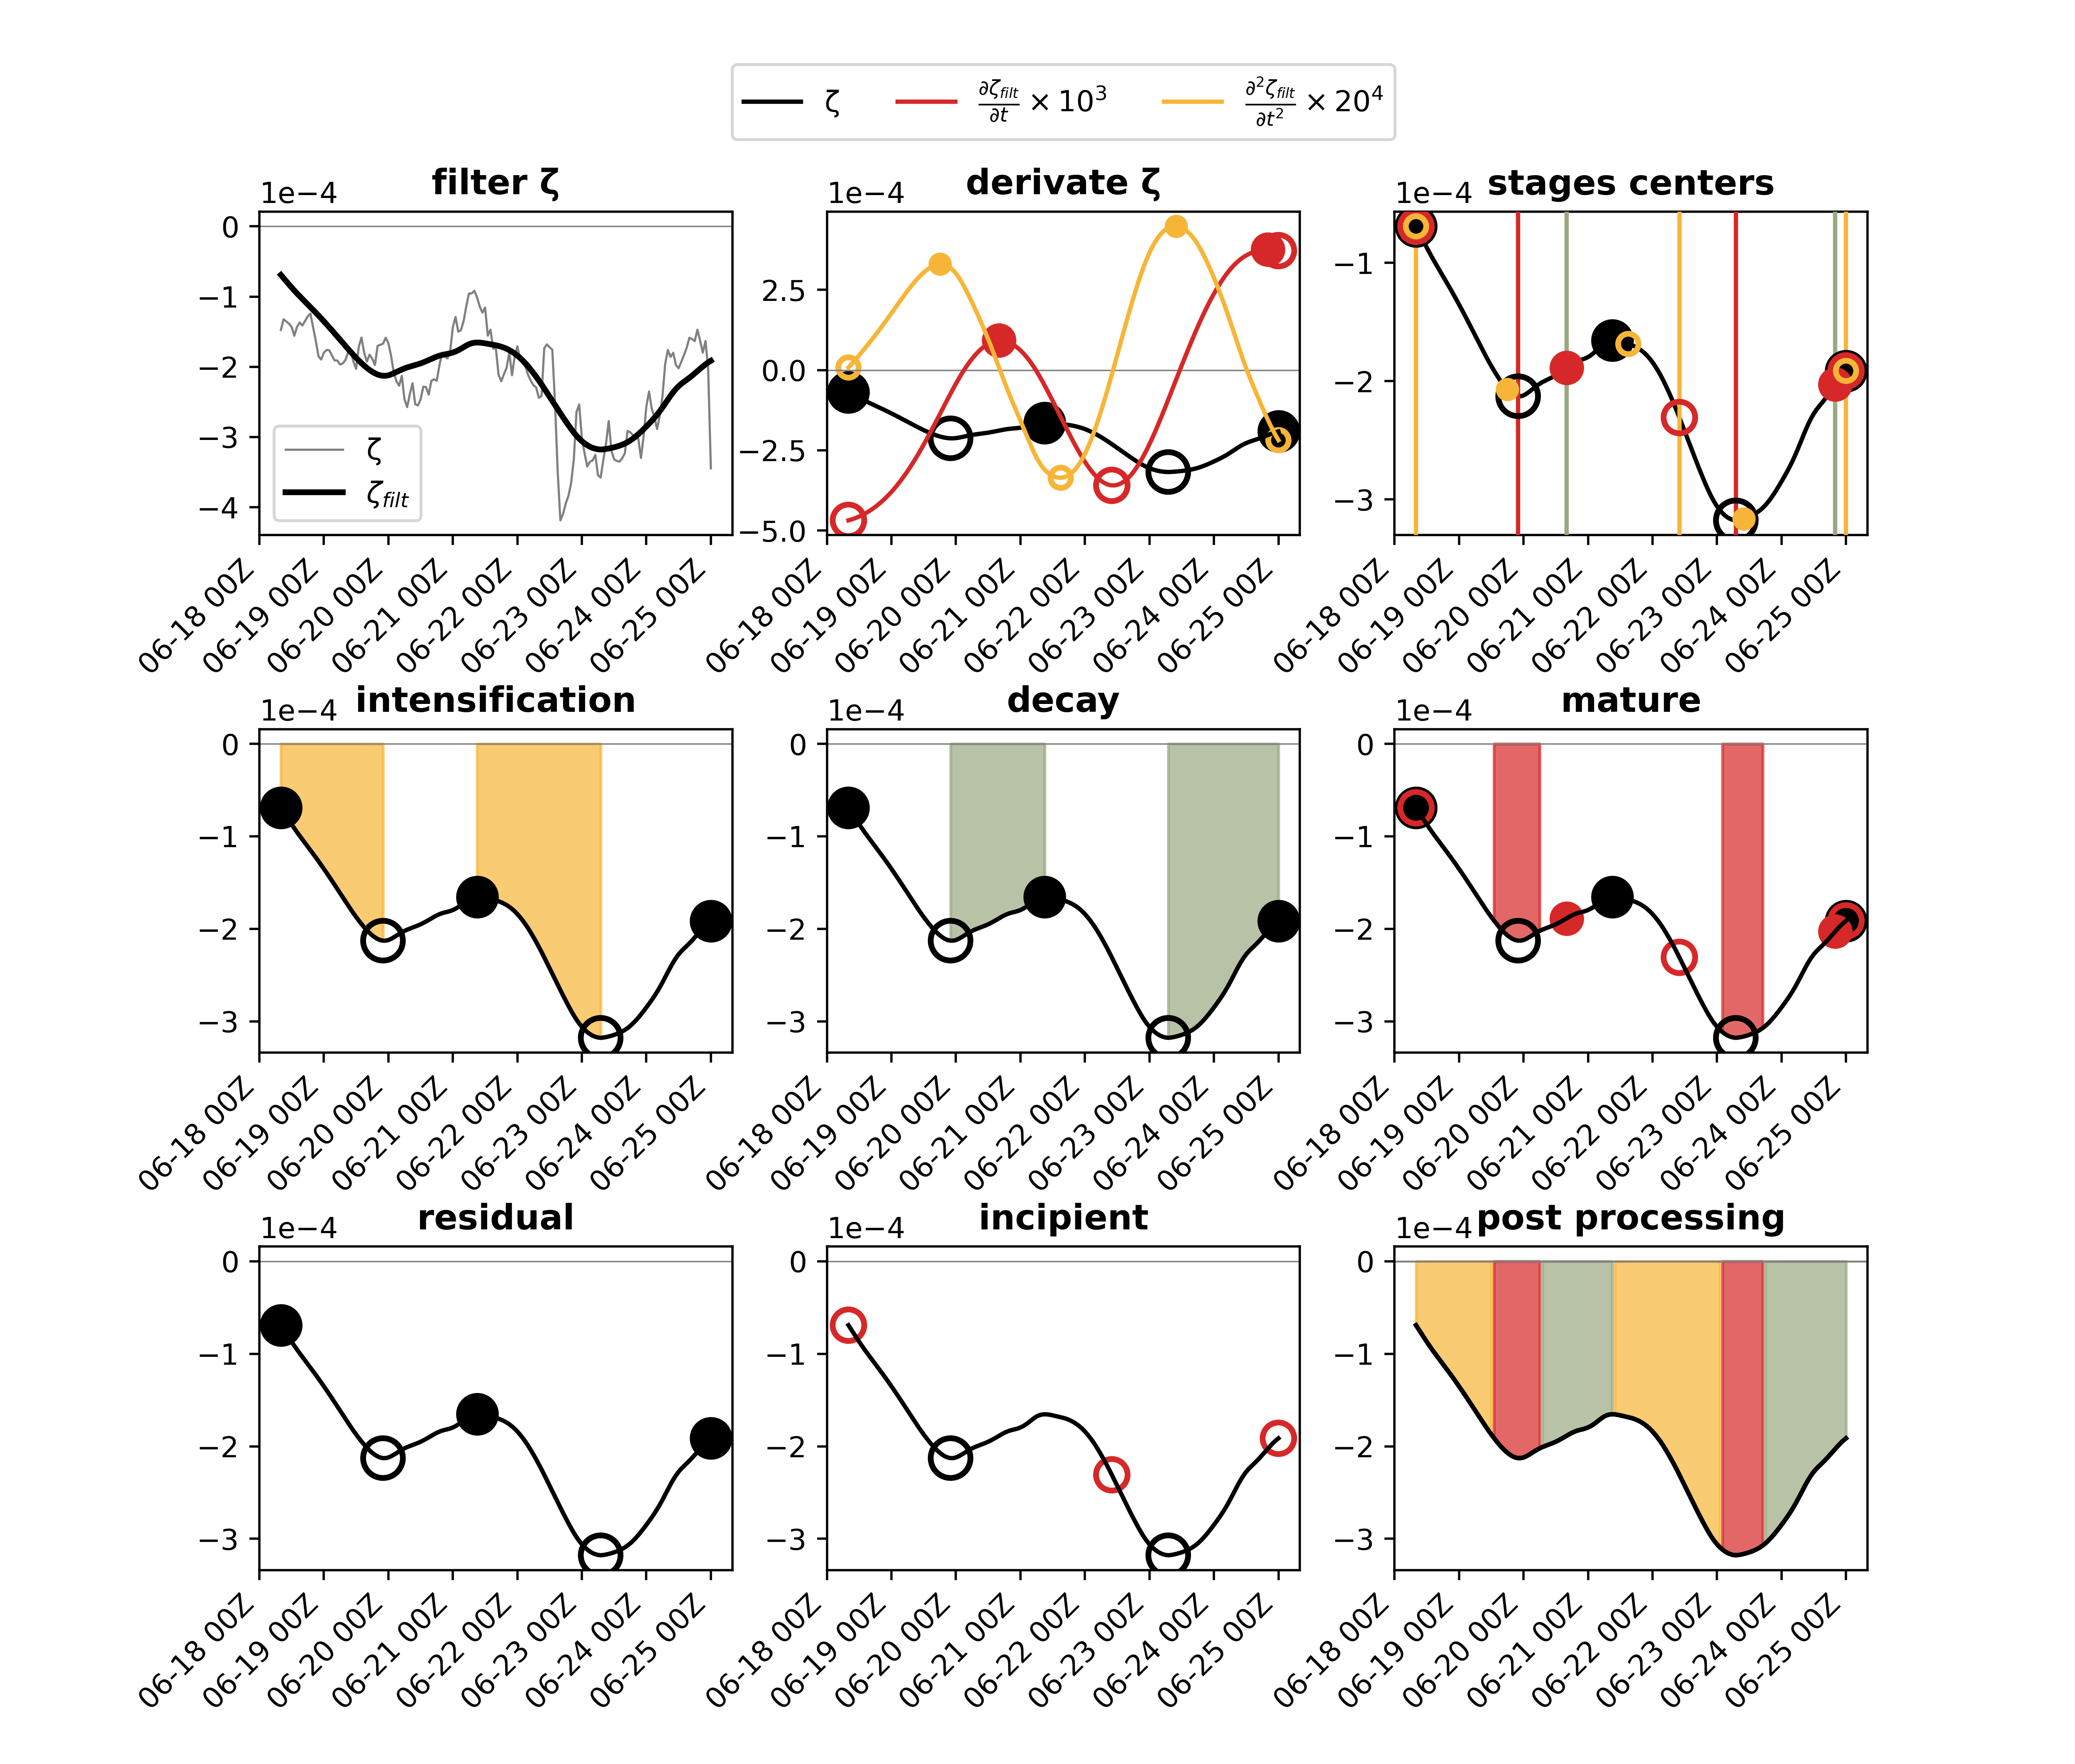 ζ ∂ζfilt/∂t × 10³ ∂²ζfilt/∂t² × 20⁴
filter ζ derivate ζ stages centers
1e−4 1e−4 1e−4
0
−1
−2
−3
−4
ζ
ζfilt
2.5
0.0
−2.5
−5.0
−1
−2
−3
06-18 00Z 06-19 00Z 06-20 00Z 06-21 00Z 06-22 00Z 06-23 00Z 06-24 00Z 06-25 00Z
06-18 00Z 06-19 00Z 06-20 00Z 06-21 00Z 06-22 00Z 06-23 00Z 06-24 00Z 06-25 00Z
06-18 00Z 06-19 00Z 06-20 00Z 06-21 00Z 06-22 00Z 06-23 00Z 06-24 00Z 06-25 00Z
intensification decay mature
1e−4 1e−4 1e−4
0
−1
−2
−3
0
−1
−2
−3
0
−1
−2
−3
06-18 00Z 06-19 00Z 06-20 00Z 06-21 00Z 06-22 00Z 06-23 00Z 06-24 00Z 06-25 00Z
06-18 00Z 06-19 00Z 06-20 00Z 06-21 00Z 06-22 00Z 06-23 00Z 06-24 00Z 06-25 00Z
06-18 00Z 06-19 00Z 06-20 00Z 06-21 00Z 06-22 00Z 06-23 00Z 06-24 00Z 06-25 00Z
residual incipient post processing
1e−4 1e−4 1e−4
0
−1
−2
−3
0
−1
−2
−3
0
−1
−2
−3
06-18 00Z 06-19 00Z 06-20 00Z 06-21 00Z 06-22 00Z 06-23 00Z 06-24 00Z 06-25 00Z
06-18 00Z 06-19 00Z 06-20 00Z 06-21 00Z 06-22 00Z 06-23 00Z 06-24 00Z 06-25 00Z
06-18 00Z 06-19 00Z 06-20 00Z 06-21 00Z 06-22 00Z 06-23 00Z 06-24 00Z 06-25 00Z